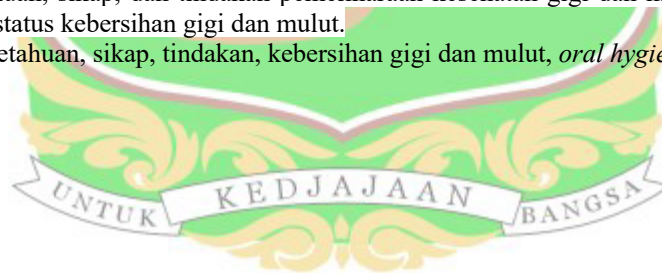 status kebersihan gigi dan mulut.
etahuan, sikap, tindakan, kebersihan gigi dan mulut, oral hygie
UNTUK KEDJAJAAN BANGSA